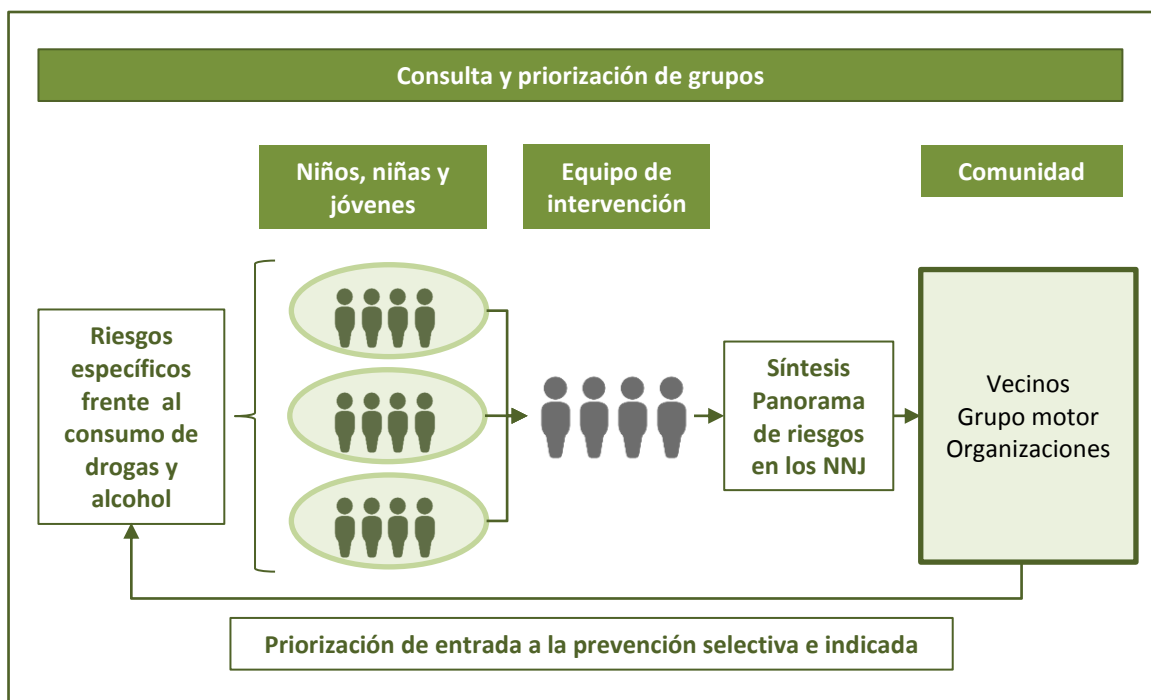 Consulta y priorización de grupos
Niños, niñas y
jóvenes
Equipo de
intervención
Comunidad
Riesgos
específicos
frente al
consumo de
drogas y
alcohol
Síntesis
Panorama
de riesgos
en los NNJ
Vecinos
Grupo motor
Organizaciones
Priorización de entrada a la prevención selectiva e indicada